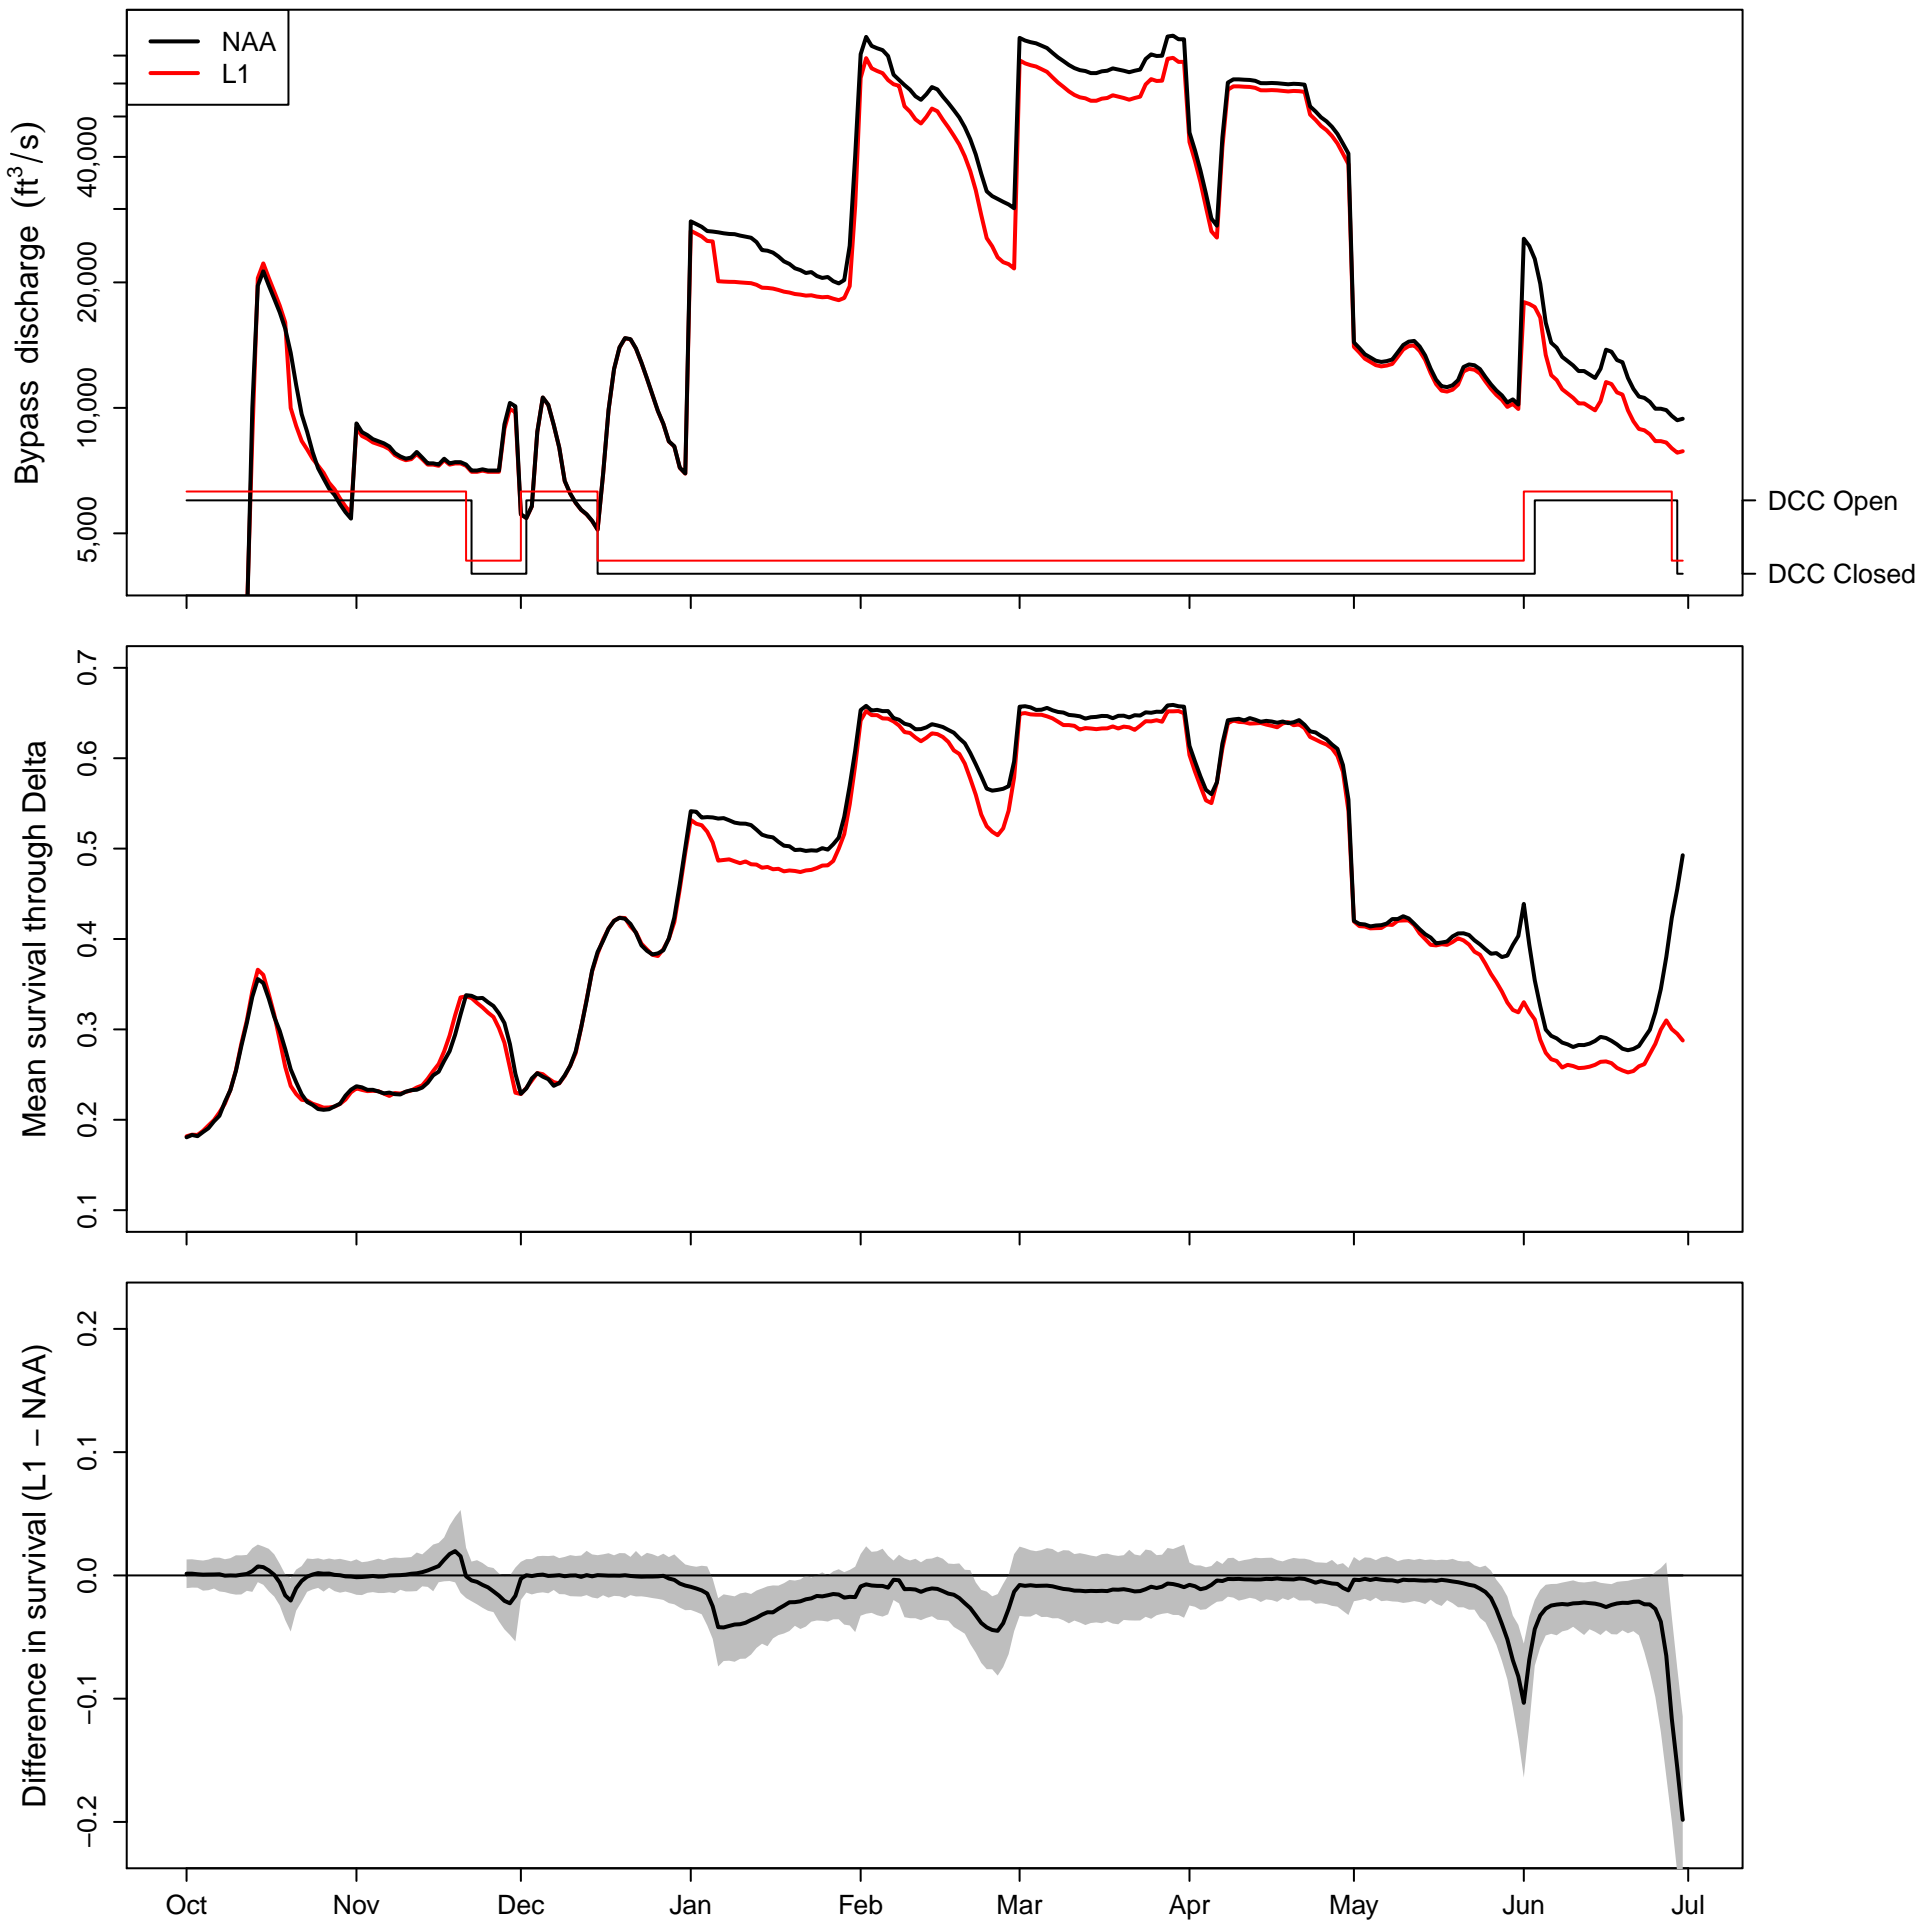 NAA
L1
Bypass discharge (ft³/s)
40,000
20,000
10,000
5,000
DCC Open
DCC Closed
Mean survival through Delta
0.7
0.6
0.5
0.4
0.3
0.2
0.1
Difference in survival (L1 − NAA)
0.2
0.1
0.0
−0.1
−0.2
Oct Nov Dec Jan Feb Mar Apr May Jun Jul